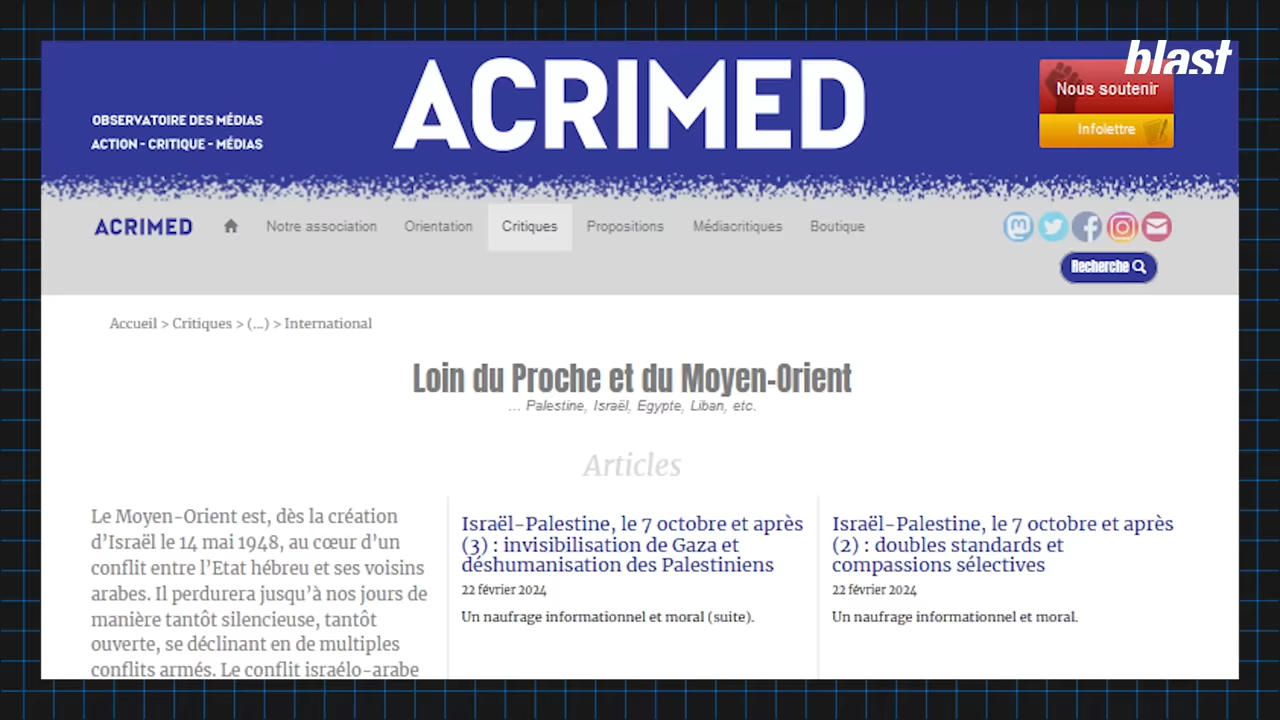 blast
ACRIMED
OBSERVATOIRE DES MÉDIAS
ACTION - CRITIQUE - MÉDIAS
Nous soutenir
Infolettre
ACRIMED
Notre association
Orientation
Critiques
Propositions
Médiacritiques
Boutique
Recherche
Accueil > Critiques > (...) > International
Loin du Proche et du Moyen-Orient
... Palestine, Israël, Egypte, Liban, etc.
Articles
Le Moyen-Orient est, dès la création
d’Israël le 14 mai 1948, au cœur d’un
conflit entre l’Etat hébreu et ses voisins
arabes. Il perdurera jusqu’à nos jours de
manière tantôt silencieuse, tantôt
ouverte, se déclinant en de multiples
conflits armés. Le conflit israélo-arabe
Israël-Palestine, le 7 octobre et après
(3) : invisibilisation de Gaza et
déshumanisation des Palestiniens
22 février 2024
Un naufrage informationnel et moral (suite).
Israël-Palestine, le 7 octobre et après
(2) : doubles standards et
compassions sélectives
22 février 2024
Un naufrage informationnel et moral.